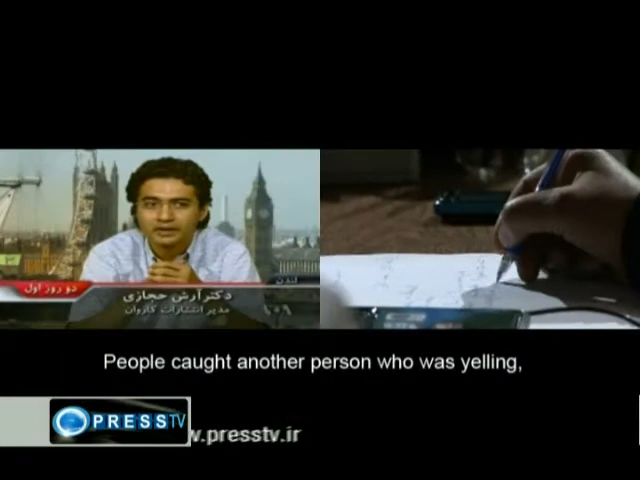 لندن
دو روز اول
دکتر آرش حجازی
مدیر انتشارات کاروان
People caught another person who was yelling,
PRESS TV
w.presstv.ir